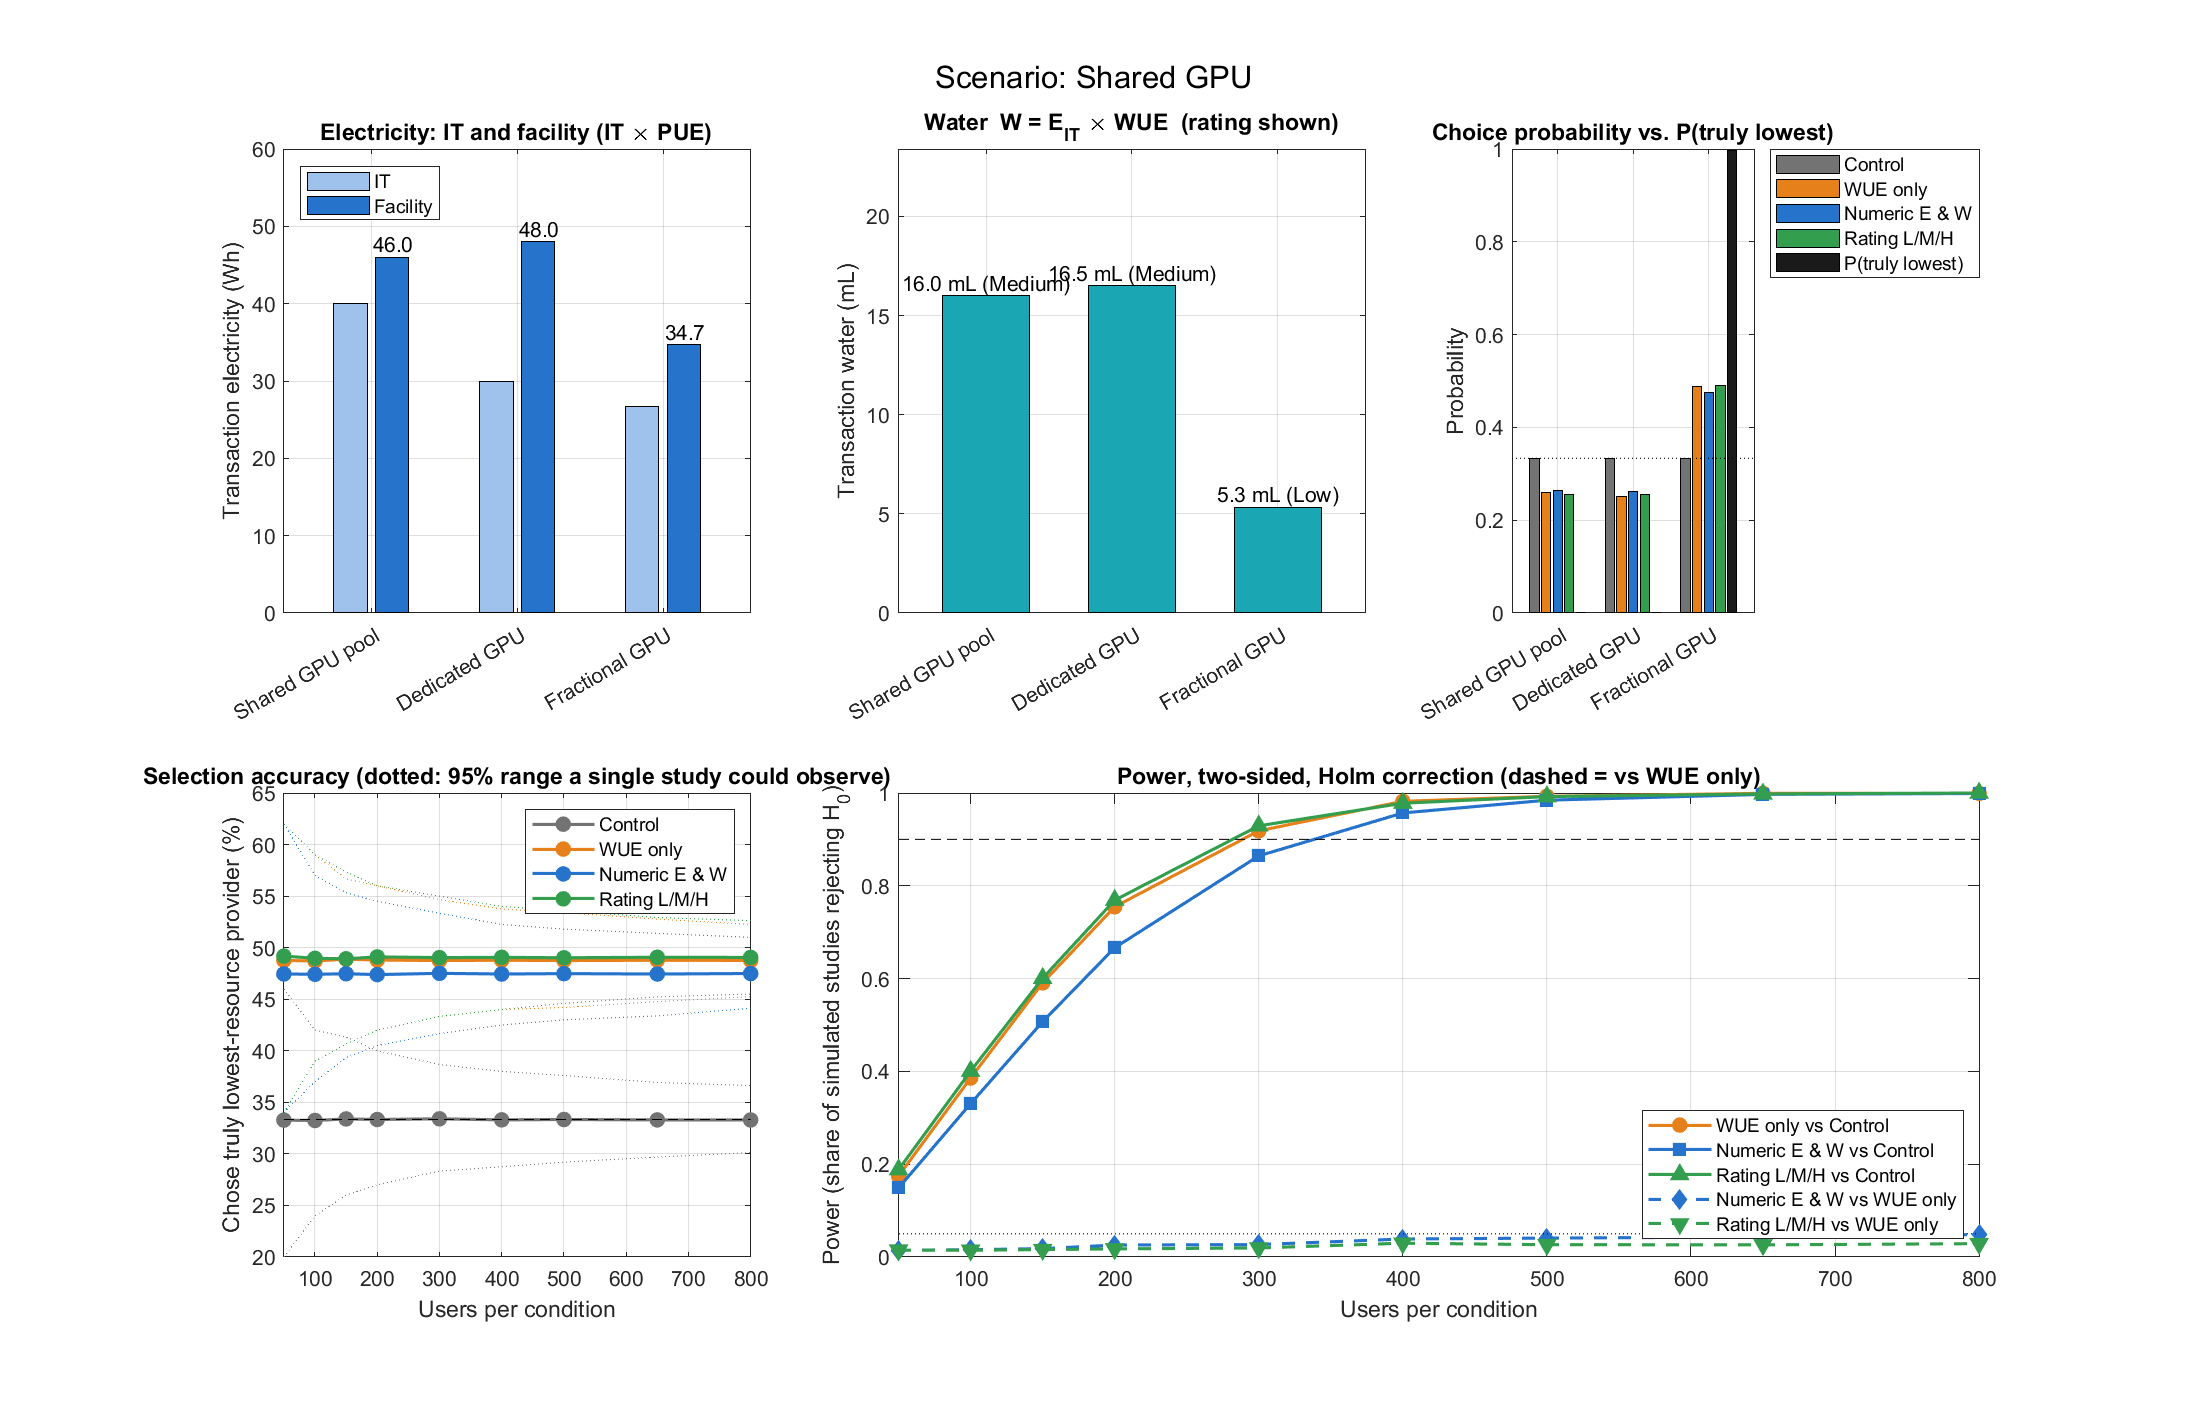 Scenario: Shared GPU
Electricity: IT and facility (IT × PUE)
Transaction electricity (Wh)
60
50
40
30
20
10
0
IT
Facility
46.0
48.0
34.7
Shared GPU pool
Dedicated GPU
Fractional GPU
Water W = E_IT × WUE (rating shown)
Transaction water (mL)
20
15
10
5
0
16.0 mL (Medium)
16.5 mL (Medium)
5.3 mL (Low)
Shared GPU pool
Dedicated GPU
Fractional GPU
Choice probability vs. P(truly lowest)
Probability
1
0.8
0.6
0.4
0.2
0
Control
WUE only
Numeric E & W
Rating L/M/H
P(truly lowest)
Shared GPU pool
Dedicated GPU
Fractional GPU
Selection accuracy (dotted: 95% range a single study could observe)
Chose truly lowest-resource provider (%)
65
60
55
50
45
40
35
30
25
20
Control
WUE only
Numeric E & W
Rating L/M/H
100 200 300 400 500 600 700 800
Users per condition
Power, two-sided, Holm correction (dashed = vs WUE only)
Power (share of simulated studies rejecting H0)
1
0.8
0.6
0.4
0.2
0
WUE only vs Control
Numeric E & W vs Control
Rating L/M/H vs Control
Numeric E & W vs WUE only
Rating L/M/H vs WUE only
100 200 300 400 500 600 700 800
Users per condition